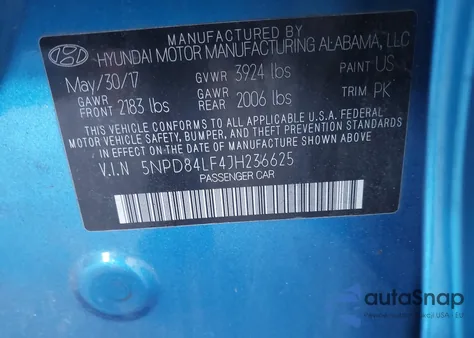 MANUFACTURED BY
HYUNDAI MOTOR MANUFACTURING ALABAMA, LLC
May/30/17 GVWR 3924 lbs PAINT US
GAWR FRONT 2183 lbs GAWR REAR 2006 lbs TRIM PK
THIS VEHICLE CONFORMS TO ALL APPLICABLE U.S.A. FEDERAL
MOTOR VEHICLE SAFETY, BUMPER, AND THEFT PREVENTION
STANDARDS IN EFFECT ON THE DATE OF MANUFACTURE SHOWN ABOVE.
V.I.N 5NPD84LF4JH236625
PASSENGER CAR
autoSnap
USA i EU